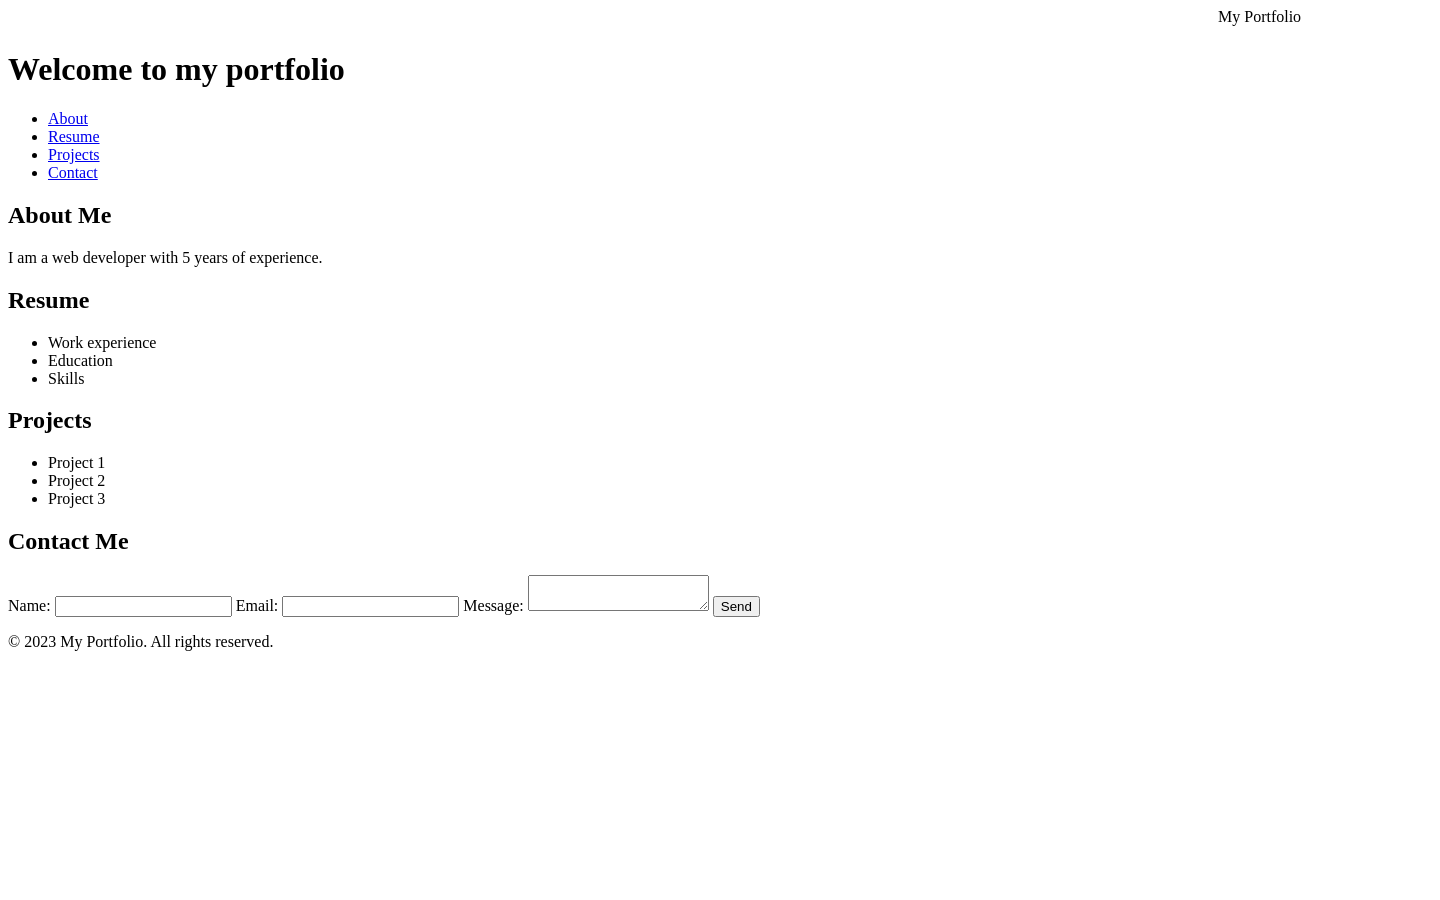 My Portfolio
Welcome to my portfolio
About
Resume
Projects
Contact
About Me
I am a web developer with 5 years of experience.
Resume
Work experience
Education
Skills
Projects
Project 1
Project 2
Project 3
Contact Me
Name: Email: Message: Send
© 2023 My Portfolio. All rights reserved.